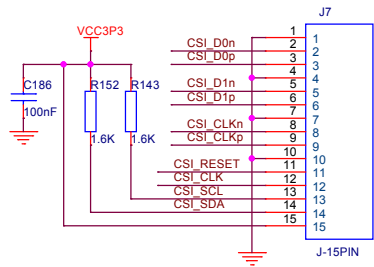 J7
VCC3P3
1 1
CSI_D0n 2 2
CSI_D0p 3 3
4 4
CSI_D1n 5 5
CSI_D1p 6 6
7 7
CSI_CLKn 8 8
CSI_CLKp 9 9
10 10
CSI_RESET 11 11
CSI_CLK 12 12
CSI_SCL 13 13
CSI_SDA 14 14
15 15
C186 R152 R143
100nF 1.6K 1.6K
J-15PIN